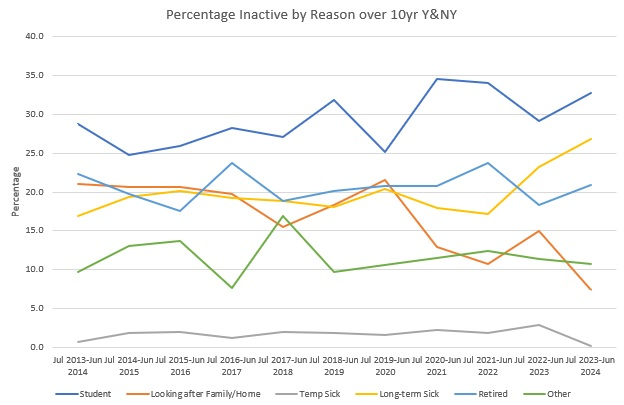 Percentage Inactive by Reason over 10yr Y&NY
40.0
35.0
30.0
25.0
20.0
15.0
10.0
5.0
0.0
Percentage
Jul 2013-Jun Jul 2014-Jun Jul 2015-Jun Jul 2016-Jun Jul 2017-Jun Jul 2018-Jun Jul 2019-Jun Jul 2020-Jun Jul 2021-Jun Jul 2022-Jun Jul 2023-Jun
2014 2015 2016 2017 2018 2019 2020 2021 2022 2023 2024
Student Looking after Family/Home Temp Sick Long-term Sick Retired Other